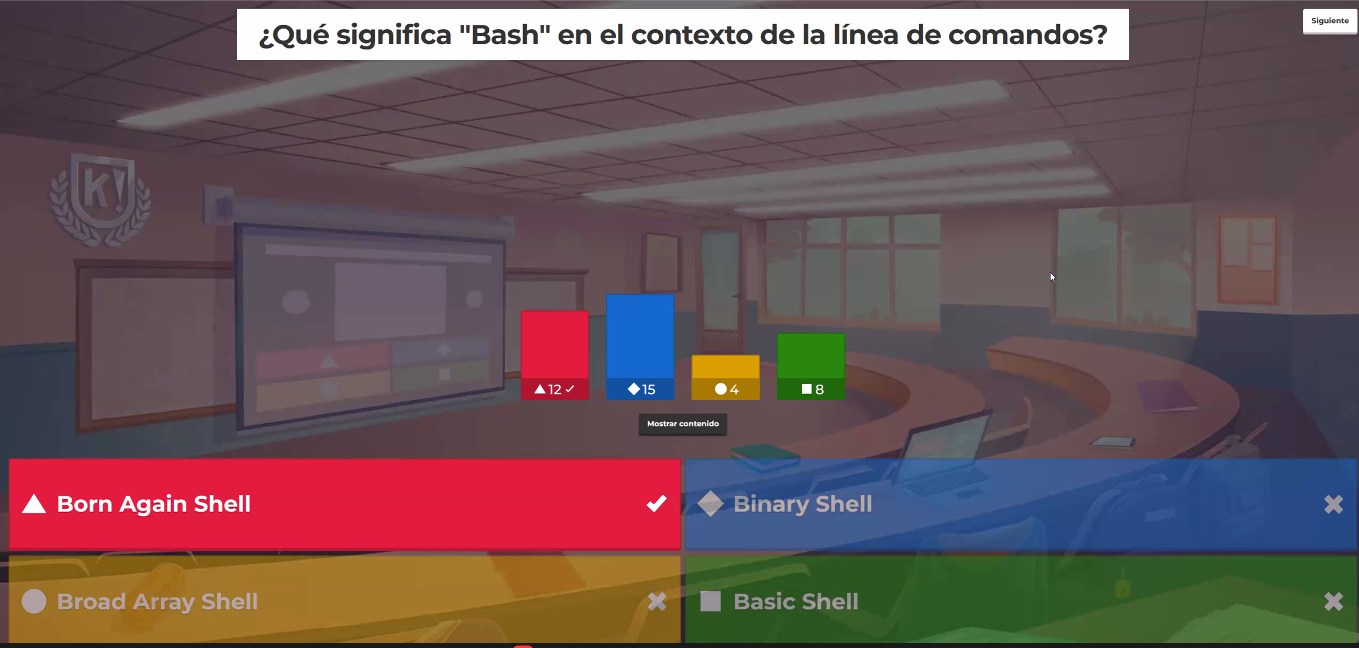 ¿Qué significa "Bash" en el contexto de la línea de comandos?
Siguiente
K!
12
15
4
8
Mostrar contenido
Born Again Shell
Binary Shell
Broad Array Shell
Basic Shell